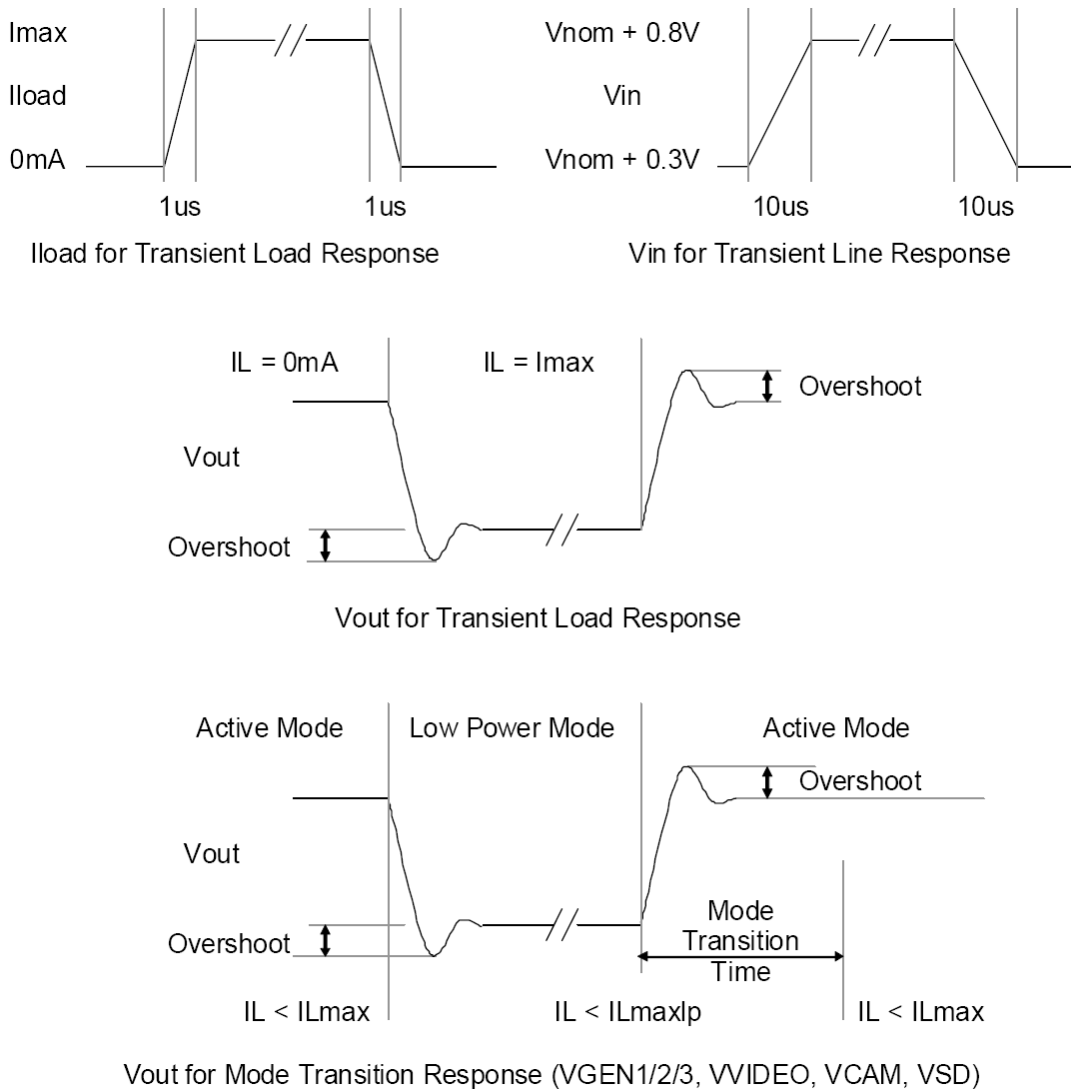 Imax
Iload
0mA
1us 1us
Iload for Transient Load Response
Vnom + 0.8V
Vin
Vnom + 0.3V
10us 10us
Vin for Transient Line Response
IL = 0mA IL = Imax
Overshoot
Vout
Overshoot
Vout for Transient Load Response
Active Mode Low Power Mode Active Mode
Overshoot
Vout
Mode
Transition
Time
Overshoot
IL < ILmax IL < ILmaxlp IL < ILmax
Vout for Mode Transition Response (VGEN1/2/3, VVIDEO, VCAM, VSD)